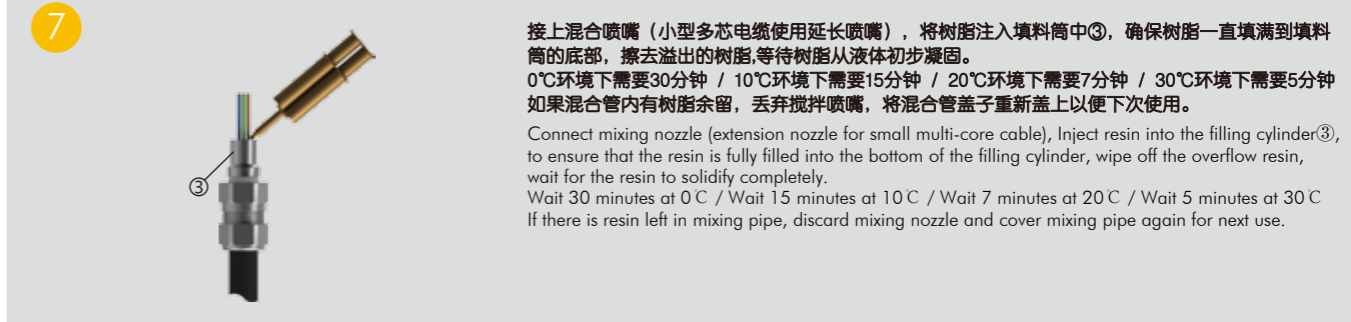 7
接上混合喷嘴（小型多芯电缆使用延长喷嘴），将树脂注入填料筒中③，确保树脂一直填满到填料
筒的底部，擦去溢出的树脂,等待树脂从液体初步凝固。
0℃环境下需要30分钟 / 10℃环境下需要15分钟 / 20℃环境下需要7分钟 / 30℃环境下需要5分钟
如果混合管内有树脂余留，丢弃搅拌喷嘴，将混合管盖子重新盖上以便下次使用。
Connect mixing nozzle (extension nozzle for small multi-core cable), Inject resin into the filling cylinder③,
to ensure that the resin is fully filled into the bottom of the filling cylinder, wipe off the overflow resin,
wait for the resin to solidify completely.
Wait 30 minutes at 0℃ / Wait 15 minutes at 10℃ / Wait 7 minutes at 20℃ / Wait 5 minutes at 30℃
If there is resin left in mixing pipe, discard mixing nozzle and cover mixing pipe again for next use.
③